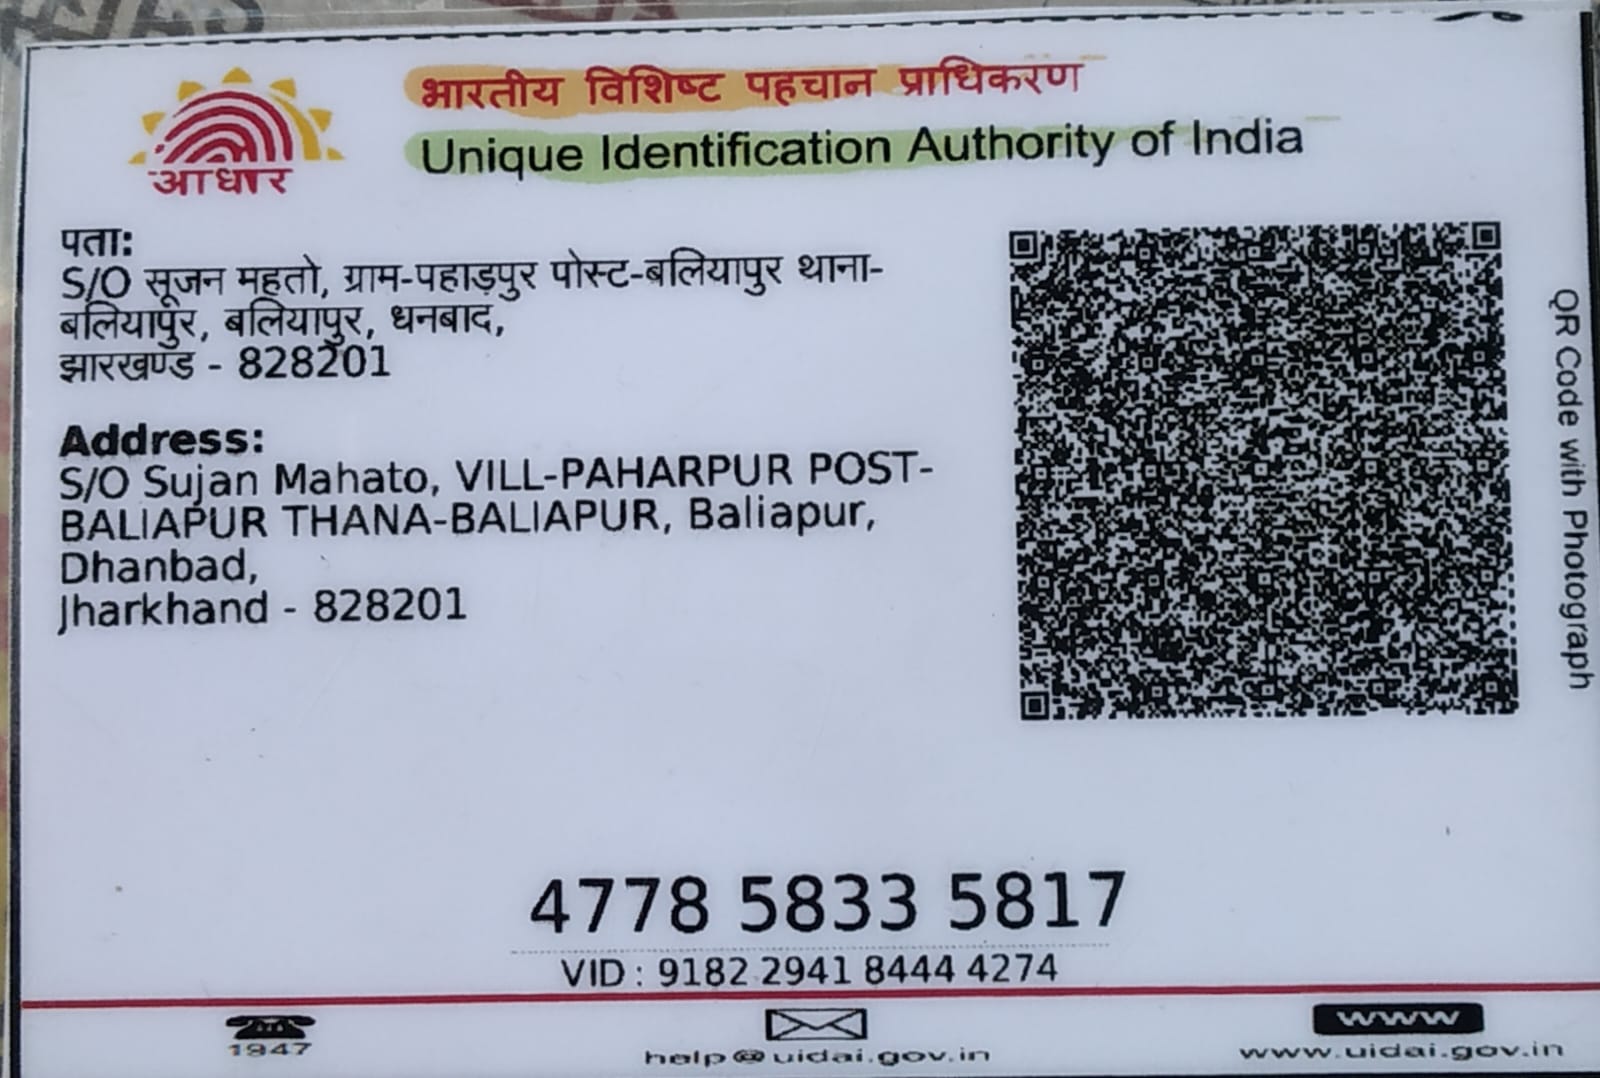 आधार
भारतीय विशिष्ट पहचान प्राधिकरण
Unique Identification Authority of India
पता:
S/O सूजन महतो, ग्राम-पहाड़पुर पोस्ट-बलियापुर थाना-
बलियापुर, बलियापुर, धनबाद,
झारखण्ड - 828201
Address:
S/O Sujan Mahato, VILL-PAHARPUR POST-
BALIAPUR THANA-BALIAPUR, Baliapur,
Dhanbad,
Jharkhand - 828201
QR Code with Photograph
4778 5833 5817
VID : 9182 2941 8444 4274
1947
help@uidai.gov.in
www
www.uidai.gov.in